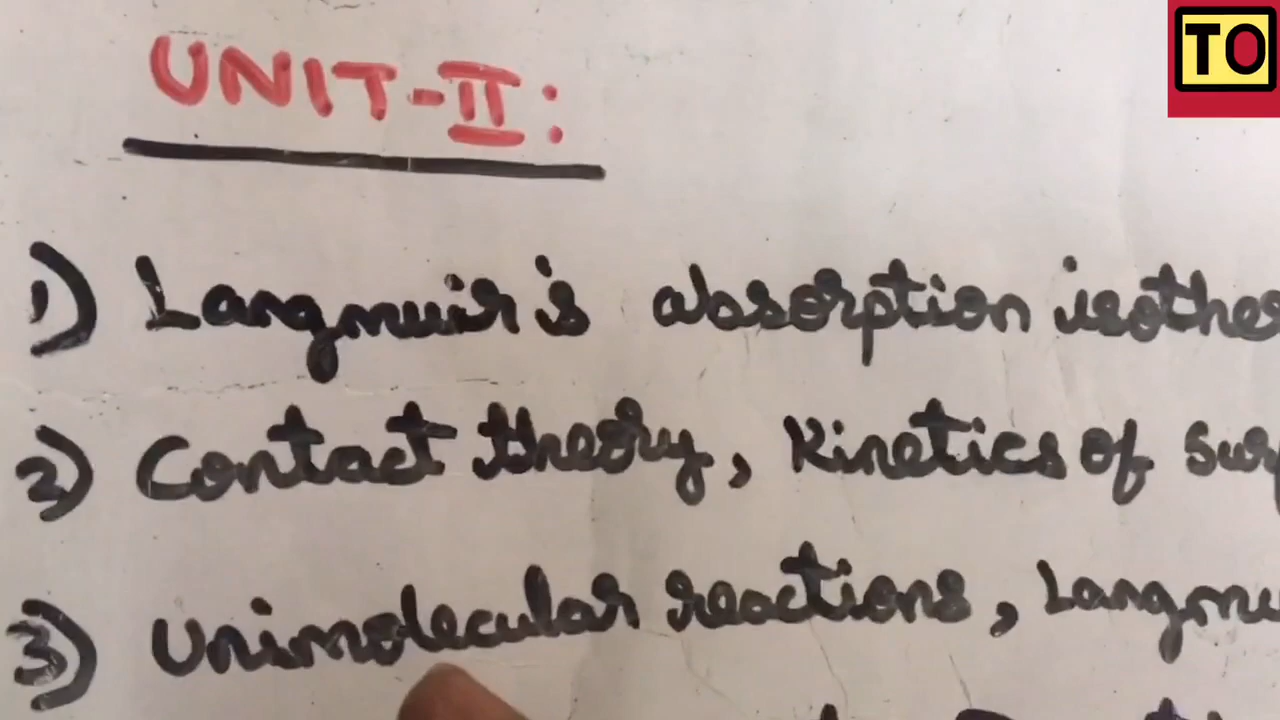 TO
UNIT-II:
1) Langmuir's absorption isother
2) Contact theory, Kinetics of Sur
3) Unimolecular reactions, Langmu